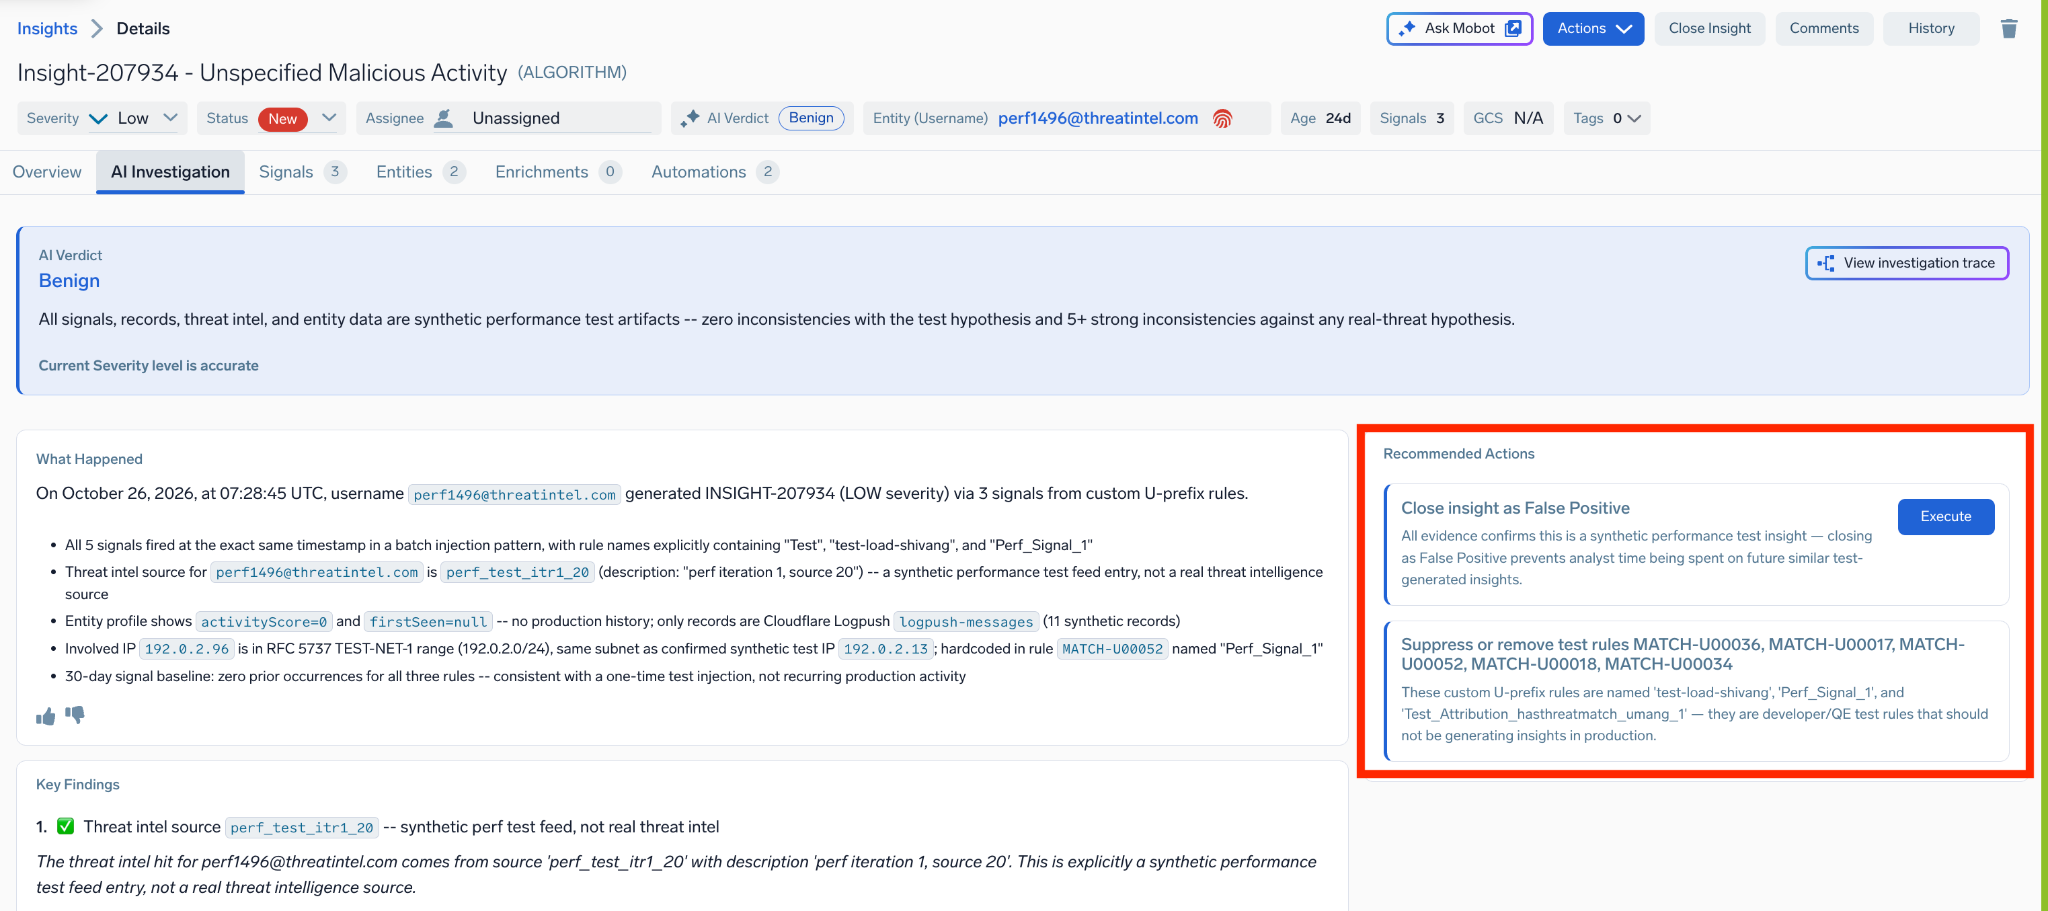 Insights Details
Ask Mobot Actions Close Insight Comments History
Insight-207934 - Unspecified Malicious Activity (ALGORITHM)
Severity Low Status New Assignee Unassigned AI Verdict Benign Entity (Username) perf1496@threatintel.com Age 24d Signals 3 GCS N/A Tags 0
Overview AI Investigation Signals 3 Entities 2 Enrichments 0 Automations 2
AI Verdict
Benign
View investigation trace
All signals, records, threat intel, and entity data are synthetic performance test artifacts -- zero inconsistencies with the test hypothesis and 5+ strong inconsistencies against any real-threat hypothesis.
Current Severity level is accurate
What Happened
On October 26, 2026, at 07:28:45 UTC, username perf1496@threatintel.com generated INSIGHT-207934 (LOW severity) via 3 signals from custom U-prefix rules.
• All 5 signals fired at the exact same timestamp in a batch injection pattern, with rule names explicitly containing "Test", "test-load-shivang", and "Perf_Signal_1"
• Threat intel source for perf1496@threatintel.com is perf_test_itr1_20 (description: "perf iteration 1, source 20") -- a synthetic performance test feed entry, not a real threat intelligence
source
• Entity profile shows activityScore=0 and firstSeen=null -- no production history; only records are Cloudflare Logpush logpush-messages (11 synthetic records)
• Involved IP 192.0.2.96 is in RFC 5737 TEST-NET-1 range (192.0.2.0/24), same subnet as confirmed synthetic test IP 192.0.2.13; hardcoded in rule MATCH-U00052 named "Perf_Signal_1"
• 30-day signal baseline: zero prior occurrences for all three rules -- consistent with a one-time test injection, not recurring production activity
Key Findings
1. ✅ Threat intel source perf_test_itr1_20 -- synthetic perf test feed, not real threat intel
The threat intel hit for perf1496@threatintel.com comes from source 'perf_test_itr1_20' with description 'perf iteration 1, source 20'. This is explicitly a synthetic performance
test feed entry, not a real threat intelligence source.
Recommended Actions
Close insight as False Positive
Execute
All evidence confirms this is a synthetic performance test insight — closing
as False Positive prevents analyst time being spent on future similar test-
generated insights.
Suppress or remove test rules MATCH-U00036, MATCH-U00017, MATCH-
U00052, MATCH-U00018, MATCH-U00034
These custom U-prefix rules are named 'test-load-shivang', 'Perf_Signal_1', and
'Test_Attribution_hasthreatmatch_umang_1' — they are developer/QE test rules that should
not be generating insights in production.